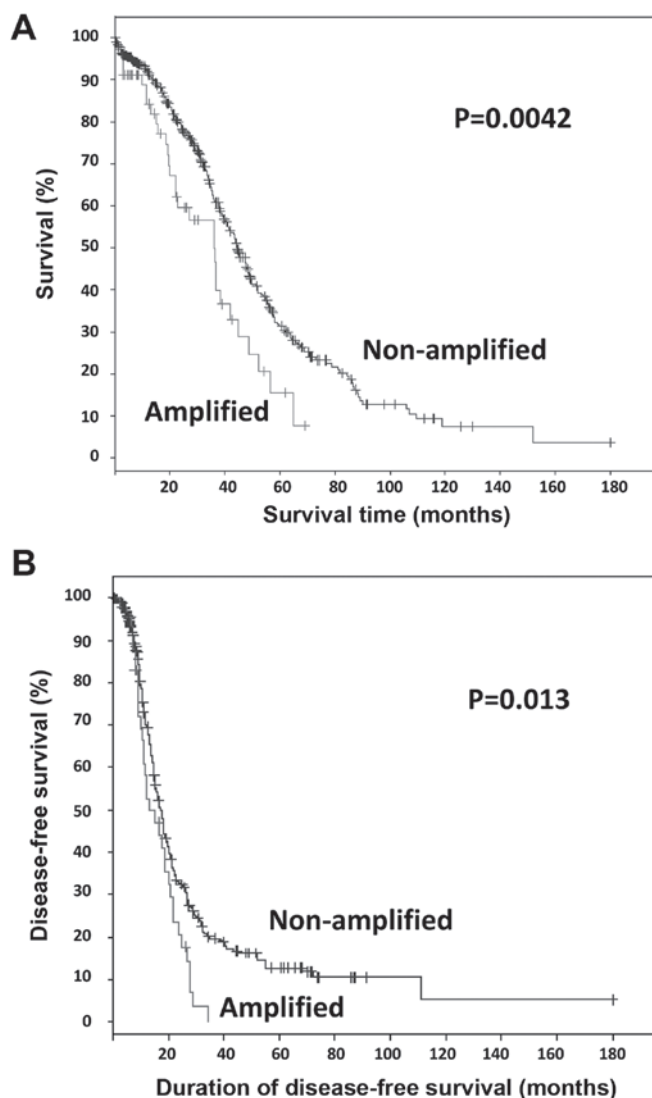 A
100
90
80
70
60
50
40
30
20
10
0
Survival (%)
P=0.0042
Non-amplified
Amplified
20 40 60 80 100 120 140 160 180
Survival time (months)
B
100
90
80
70
60
50
40
30
20
10
0
Disease-free survival (%)
P=0.013
Non-amplified
Amplified
20 40 60 80 100 120 140 160 180
Duration of disease-free survival (months)